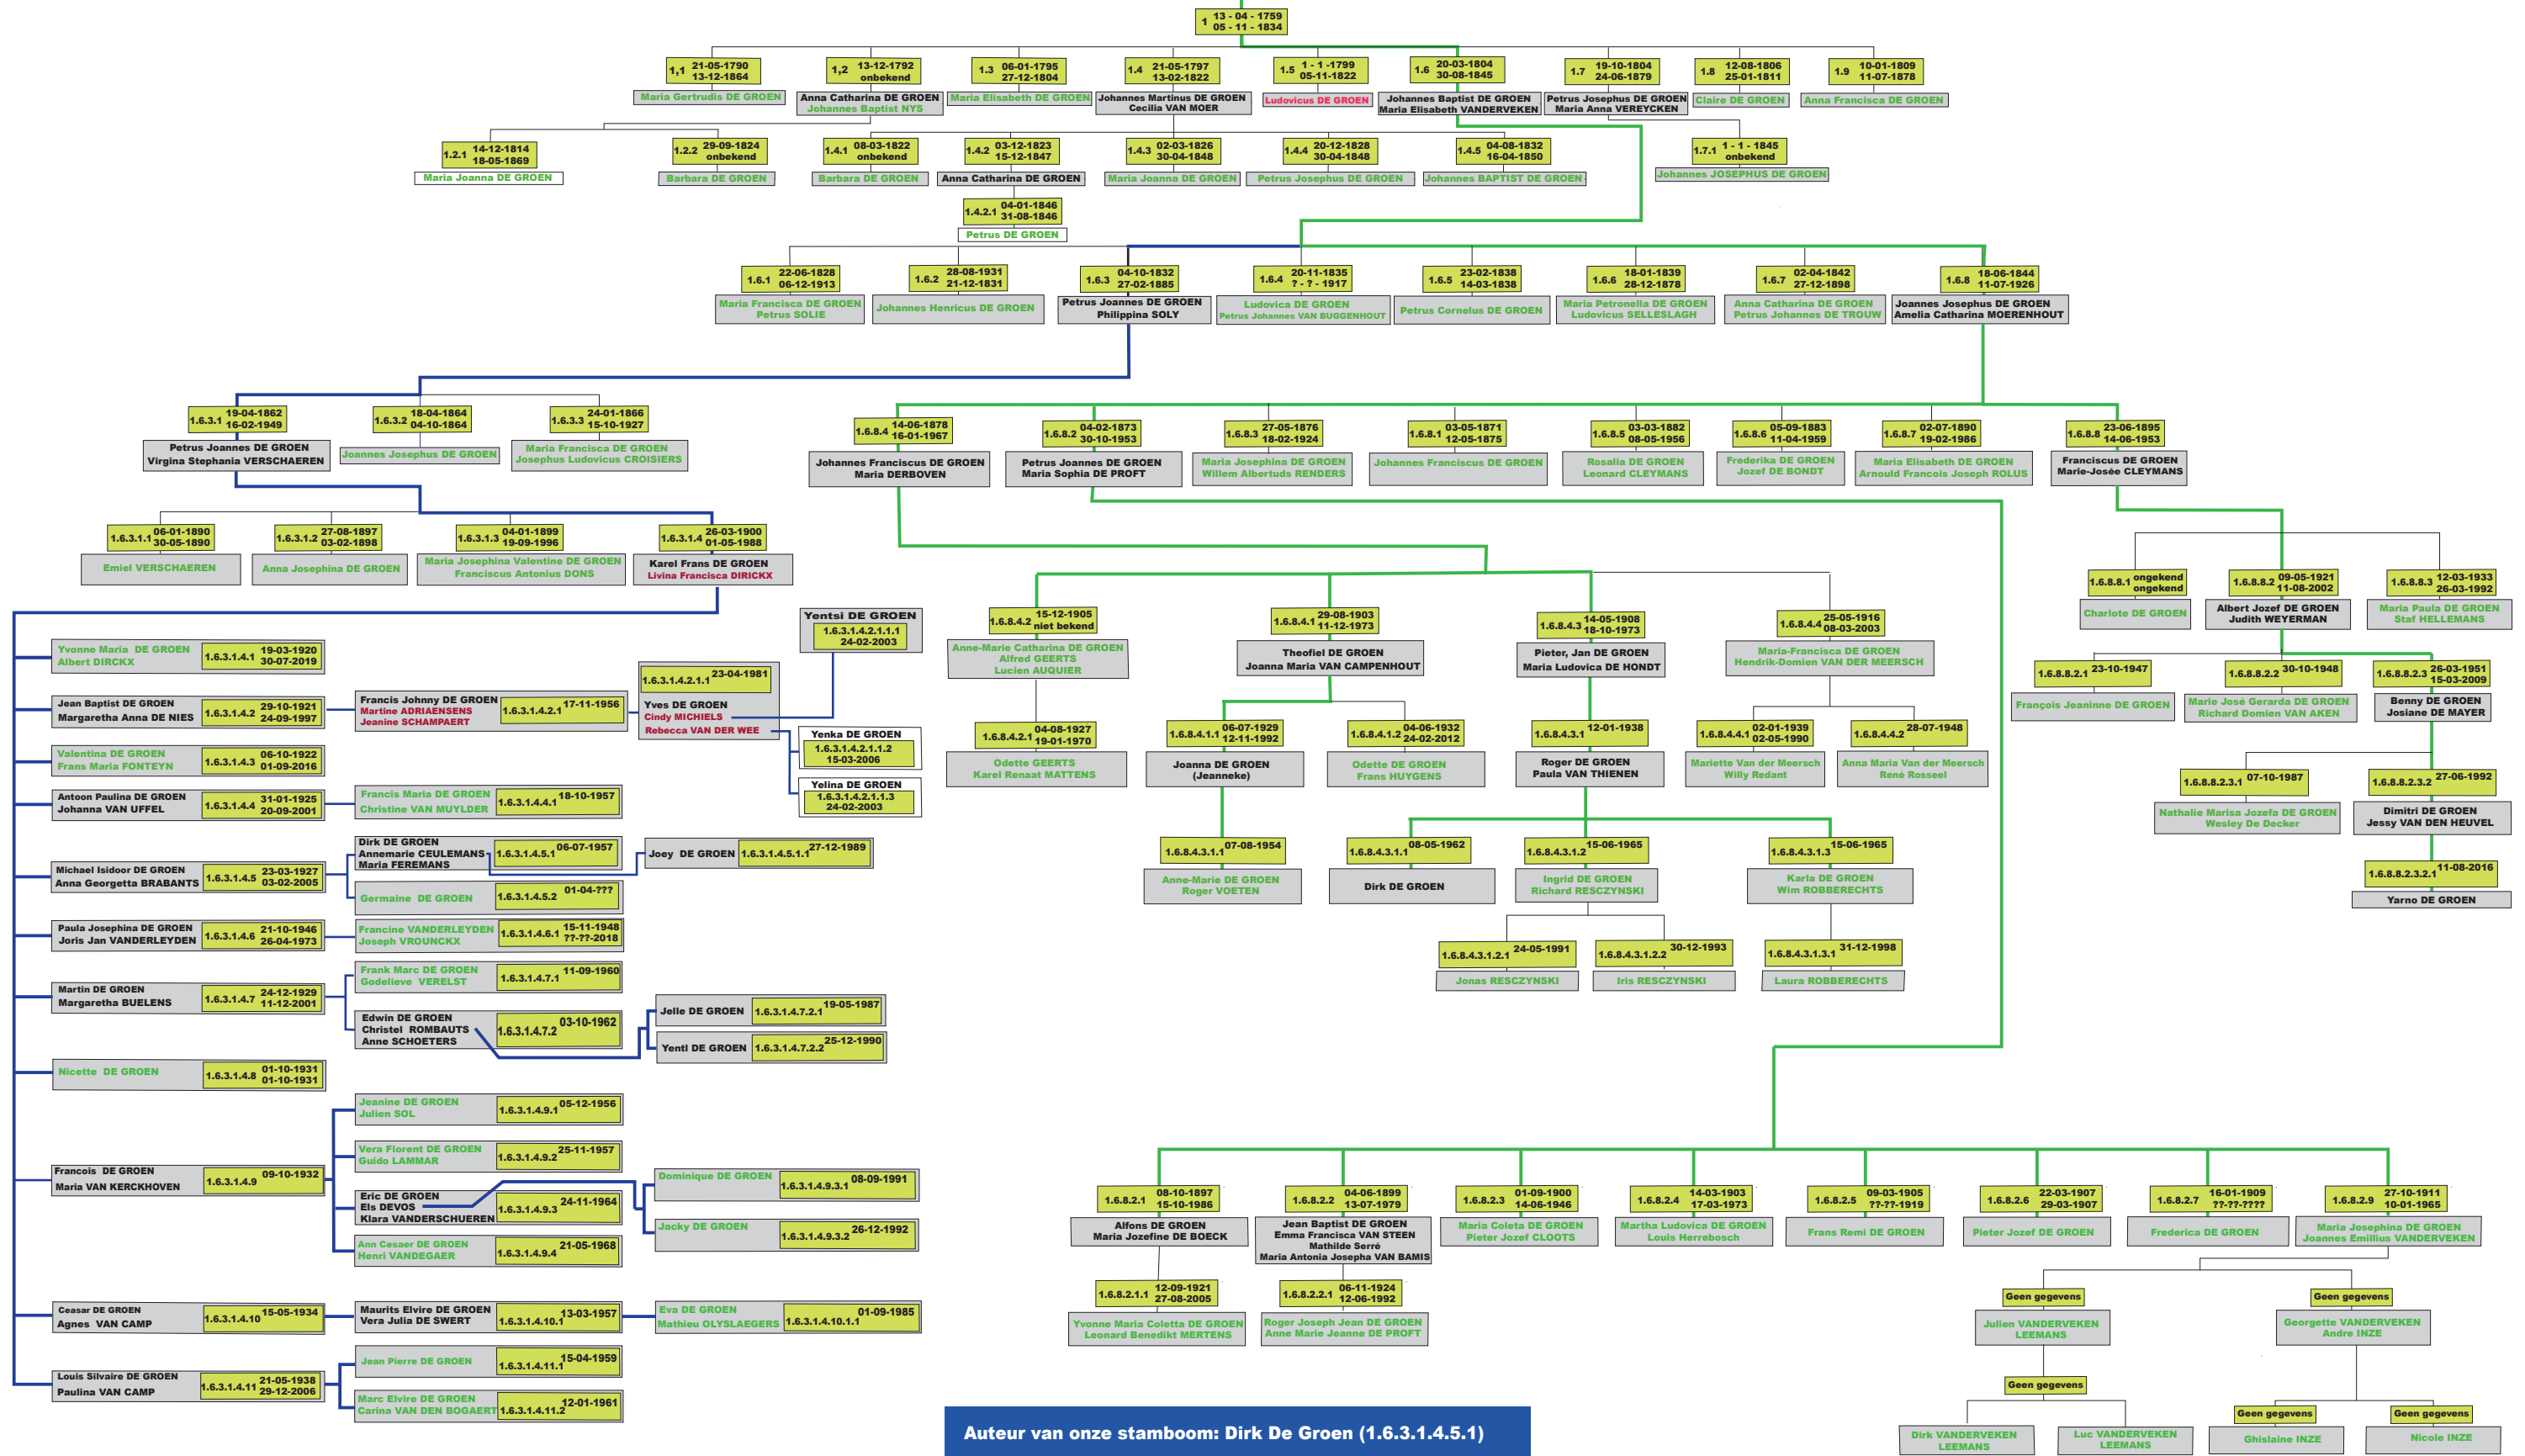 1 13 - 04 - 1759
05 - 11 - 1834
1,1 21-05-1790
13-12-1864
Maria Gertrudis DE GROEN
1,2 13-12-1792
onbekend
Anna Catharina DE GROEN
Johannes Baptist NYS
1.3 06-01-1795
27-12-1804
Maria Elisabeth DE GROEN
1.4 21-05-1797
13-02-1822
Johannes Martinus DE GROEN
Cecilia VAN MOER
1.5 1 - 1 -1799
05-11-1822
Ludovicus DE GROEN
1.6 20-03-1804
30-08-1845
Johannes Baptist DE GROEN
Maria Elisabeth VANDERVEKEN
1.7 19-10-1804
24-06-1879
Petrus Josephus DE GROEN
Maria Anna VEREYCKEN
1.8 12-08-1806
25-01-1811
Claire DE GROEN
1.9 10-01-1809
11-07-1878
Anna Francisca DE GROEN
1.2.1 14-12-1814
18-05-1869
Maria Joanna DE GROEN
1.2.2 29-09-1824
onbekend
Barbara DE GROEN
1.4.1 08-03-1822
onbekend
Barbara DE GROEN
1.4.2 03-12-1823
15-12-1847
Anna Catharina DE GROEN
1.4.3 02-03-1826
30-04-1848
Maria Joanna DE GROEN
1.4.4 20-12-1828
30-04-1848
Petrus Josephus DE GROEN
1.4.5 04-08-1832
16-04-1850
Johannes BAPTIST DE GROEN
1.7.1 1 - 1 - 1845
onbekend
Johannes JOSEPHUS DE GROEN
1.4.2.1 04-01-1846
31-08-1846
Petrus DE GROEN
1.6.1 22-06-1828
06-12-1913
Maria Francisca DE GROEN
Petrus SOLIE
1.6.2 28-08-1931
21-12-1831
Johannes Henricus DE GROEN
1.6.3 04-10-1832
27-02-1885
Petrus Joannes DE GROEN
Philippina SOLY
1.6.4 20-11-1835
? - ? - 1917
Ludovica DE GROEN
Petrus Johannes VAN BUGGENHOUT
1.6.5 23-02-1838
14-03-1838
Petrus Cornelus DE GROEN
1.6.6 18-01-1839
28-12-1878
Maria Petronella DE GROEN
Ludovicus SELLESLAGH
1.6.7 02-04-1842
27-12-1898
Anna Catharina DE GROEN
Petrus Johannes DE TROUW
1.6.8 18-06-1844
11-07-1926
Joannes Josephus DE GROEN
Amelia Catharina MOERENHOUT
1.6.3.1 19-04-1862
16-02-1949
Petrus Joannes DE GROEN
Virgina Stephania VERSCHAEREN
1.6.3.2 18-04-1864
04-10-1864
Joannes Josephus DE GROEN
1.6.3.3 24-01-1866
15-10-1927
Maria Francisca DE GROEN
Josephus Ludovicus CROISIERS
1.6.8.4 14-06-1878
16-01-1967
Johannes Franciscus DE GROEN
Maria DERBOVEN
1.6.8.2 04-02-1873
30-10-1953
Petrus Joannes DE GROEN
Maria Sophia DE PROFT
1.6.8.3 27-05-1876
18-02-1924
Maria Josephina DE GROEN
Willem Albertuds RENDERS
1.6.8.1 03-05-1871
12-05-1875
Johannes Franciscus DE GROEN
1.6.8.5 03-03-1882
08-05-1956
Rosalia DE GROEN
Leonard CLEYMANS
1.6.8.6 05-09-1883
11-04-1959
Frederika DE GROEN
Jozef DE BONDT
1.6.8.7 02-07-1890
19-02-1986
Maria Elisabeth DE GROEN
Arnould Francois Joseph ROLUS
1.6.8.8 23-06-1895
14-06-1953
Franciscus DE GROEN
Marie-Josée CLEYMANS
1.6.3.1.1 06-01-1890
30-05-1890
Emiel VERSCHAEREN
1.6.3.1.2 27-08-1897
03-02-1898
Anna Josephina DE GROEN
1.6.3.1.3 04-01-1899
19-09-1996
Maria Josephina Valentine DE GROEN
Franciscus Antonius DONS
1.6.3.1.4 26-03-1900
01-05-1988
Karel Frans DE GROEN
Livina Francisca DIRICKX
1.6.8.8.1 ongekend
ongekend
Charlote DE GROEN
1.6.8.8.2 09-05-1921
11-08-2002
Albert Jozef DE GROEN
Judith WEYERMAN
1.6.8.8.3 12-03-1933
26-03-1992
Maria Paula DE GROEN
Staf HELLEMANS
1.6.8.4.2 15-12-1905
niet bekend
Anne-Marie Catharina DE GROEN
Alfred GEERTS
Lucien AUQUIER
1.6.8.4.1 29-08-1903
11-12-1973
Theofiel DE GROEN
Joanna Maria VAN CAMPENHOUT
1.6.8.4.3 14-05-1908
18-10-1973
Pieter, Jan DE GROEN
Maria Ludovica DE HONDT
1.6.8.4.4 25-05-1916
08-03-2003
Maria-Francisca DE GROEN
Hendrik-Domien VAN DER MEERSCH
1.6.8.8.2.1 23-10-1947
François Jeaninne DE GROEN
1.6.8.8.2.2 30-10-1948
Marie José Gerarda DE GROEN
Richard Domien VAN AKEN
1.6.8.8.2.3 26-03-1951
15-03-2009
Benny DE GROEN
Josiane DE MAYER
1.6.8.4.2.1 04-08-1927
19-01-1970
Odette GEERTS
Karel Renaat MATTENS
1.6.8.4.1.1 06-07-1929
12-11-1992
Joanna DE GROEN
(Jeanneke)
1.6.8.4.1.2 04-06-1932
24-02-2012
Odette DE GROEN
Frans HUYGENS
1.6.8.4.3.1 12-01-1938
Roger DE GROEN
Paula VAN THIENEN
1.6.8.4.4.1 02-01-1939
02-05-1990
Mariette Van der Meersch
Willy Redant
1.6.8.4.4.2 28-07-1948
Anna Maria Van der Meersch
René Rosseel
1.6.8.8.2.3.1 07-10-1987
Nathalie Marisa Jozefa DE GROEN
Wesley De Decker
1.6.8.8.2.3.2 27-06-1992
Dimitri DE GROEN
Jessy VAN DEN HEUVEL
1.6.8.4.3.1.1 07-08-1954
Anne-Marie DE GROEN
Roger VOETEN
1.6.8.4.3.1.1 08-05-1962
Dirk DE GROEN
1.6.8.4.3.1.2 15-06-1965
Ingrid DE GROEN
Richard RESCZYNSKI
1.6.8.4.3.1.3 15-06-1965
Karla DE GROEN
Wim ROBBERECHTS
1.6.8.8.2.3.2.1 11-08-2016
Yarno DE GROEN
1.6.8.4.3.1.2.1 24-05-1991
Jonas RESCZYNSKI
1.6.8.4.3.1.2.2 30-12-1993
Iris RESCZYNSKI
1.6.8.4.3.1.3.1 31-12-1998
Laura ROBBERECHTS
Yvonne Maria DE GROEN
Albert DIRCKX
1.6.3.1.4.1 19-03-1920
30-07-2019
Jean Baptist DE GROEN
Margaretha Anna DE NIES
1.6.3.1.4.2 29-10-1921
24-09-1997
Francis Johnny DE GROEN
Martine ADRIAENSENS
Jeanine SCHAMPAERT
1.6.3.1.4.2.1 17-11-1956
1.6.3.1.4.2.1.1 23-04-1981
Yves DE GROEN
Cindy MICHIELS
Rebecca VAN DER WEE
Yentsi DE GROEN
1.6.3.1.4.2.1.1.1
24-02-2003
Yenka DE GROEN
1.6.3.1.4.2.1.1.2
15-03-2006
Yelina DE GROEN
1.6.3.1.4.2.1.1.3
24-02-2003
Valentina DE GROEN
Frans Maria FONTEYN
1.6.3.1.4.3 06-10-1922
01-09-2016
Antoon Paulina DE GROEN
Johanna VAN UFFEL
1.6.3.1.4.4 31-01-1925
20-09-2001
Francis Maria DE GROEN
Christine VAN MUYLDER
1.6.3.1.4.4.1 18-10-1957
Michael Isidoor DE GROEN
Anna Georgetta BRABANTS
1.6.3.1.4.5 23-03-1927
03-02-2005
Dirk DE GROEN
Annemarie CEULEMANS
Maria FEREMANS
1.6.3.1.4.5.1 06-07-1957
Joey DE GROEN 1.6.3.1.4.5.1.1 27-12-1989
Germaine DE GROEN 1.6.3.1.4.5.2 01-04-???
Paula Josephina DE GROEN
Joris Jan VANDERLEYDEN
1.6.3.1.4.6 21-10-1946
26-04-1973
Francine VANDERLEYDEN
Joseph VROUNCKX
1.6.3.1.4.6.1 15-11-1948
??-??-2018
Martin DE GROEN
Margaretha BUELENS
1.6.3.1.4.7 24-12-1929
11-12-2001
Frank Marc DE GROEN
Godelieve VERELST
1.6.3.1.4.7.1 11-09-1960
Edwin DE GROEN
Christel ROMBAUTS
Anne SCHOETERS
1.6.3.1.4.7.2 03-10-1962
Jelle DE GROEN 1.6.3.1.4.7.2.1 19-05-1987
Yentl DE GROEN 1.6.3.1.4.7.2.2 25-12-1990
Nicette DE GROEN 1.6.3.1.4.8 01-10-1931
01-10-1931
Francois DE GROEN
Maria VAN KERCKHOVEN
1.6.3.1.4.9 09-10-1932
Jeanine DE GROEN
Julien SOL
1.6.3.1.4.9.1 05-12-1956
Vera Florent DE GROEN
Guido LAMMAR
1.6.3.1.4.9.2 25-11-1957
Eric DE GROEN
Els DEVOS
Klara VANDERSCHUEREN
1.6.3.1.4.9.3 24-11-1964
Dominique DE GROEN 1.6.3.1.4.9.3.1 08-09-1991
Jacky DE GROEN 1.6.3.1.4.9.3.2 26-12-1992
Ann Cesaer DE GROEN
Henri VANDEGAER
1.6.3.1.4.9.4 21-05-1968
Ceasar DE GROEN
Agnes VAN CAMP
1.6.3.1.4.10 15-05-1934
Maurits Elvire DE GROEN
Vera Julia DE SWERT
1.6.3.1.4.10.1 13-03-1957
Eva DE GROEN
Mathieu OLYSLAEGERS
1.6.3.1.4.10.1.1 01-09-1985
Louis Silvaire DE GROEN
Paulina VAN CAMP
1.6.3.1.4.11 21-05-1938
29-12-2006
Jean Pierre DE GROEN 1.6.3.1.4.11.1 15-04-1959
Marc Elvire DE GROEN
Carina VAN DEN BOGAERT
1.6.3.1.4.11.2 12-01-1961
1.6.8.2.1 08-10-1897
15-10-1986
Alfons DE GROEN
Maria Jozefine DE BOECK
1.6.8.2.2 04-06-1899
13-07-1979
Jean Baptist DE GROEN
Emma Francisca VAN STEEN
Mathilde Serré
Maria Antonia Josepha VAN BAMIS
1.6.8.2.3 01-09-1900
14-06-1946
Maria Coleta DE GROEN
Pieter Jozef CLOOTS
1.6.8.2.4 14-03-1903
17-03-1973
Martha Ludovica DE GROEN
Louis Herrebosch
1.6.8.2.5 09-03-1905
??-??-1919
Frans Remi DE GROEN
1.6.8.2.6 22-03-1907
29-03-1907
Pieter Jozef DE GROEN
1.6.8.2.7 16-01-1909
??-??-????
Frederica DE GROEN
1.6.8.2.9 27-10-1911
10-01-1965
Maria Josephina DE GROEN
Joannes Emillius VANDERVEKEN
1.6.8.2.1.1 12-09-1921
27-08-2005
Yvonne Maria Coletta DE GROEN
Leonard Benedikt MERTENS
1.6.8.2.2.1 06-11-1924
12-06-1992
Roger Joseph Jean DE GROEN
Anne Marie Jeanne DE PROFT
Geen gegevens
Julien VANDERVEKEN
LEEMANS
Geen gegevens
Georgette VANDERVEKEN
Andre INZE
Geen gegevens
Dirk VANDERVEKEN
LEEMANS
Luc VANDERVEKEN
LEEMANS
Geen gegevens
Ghislaine INZE
Geen gegevens
Nicole INZE
Auteur van onze stamboom: Dirk De Groen (1.6.3.1.4.5.1)